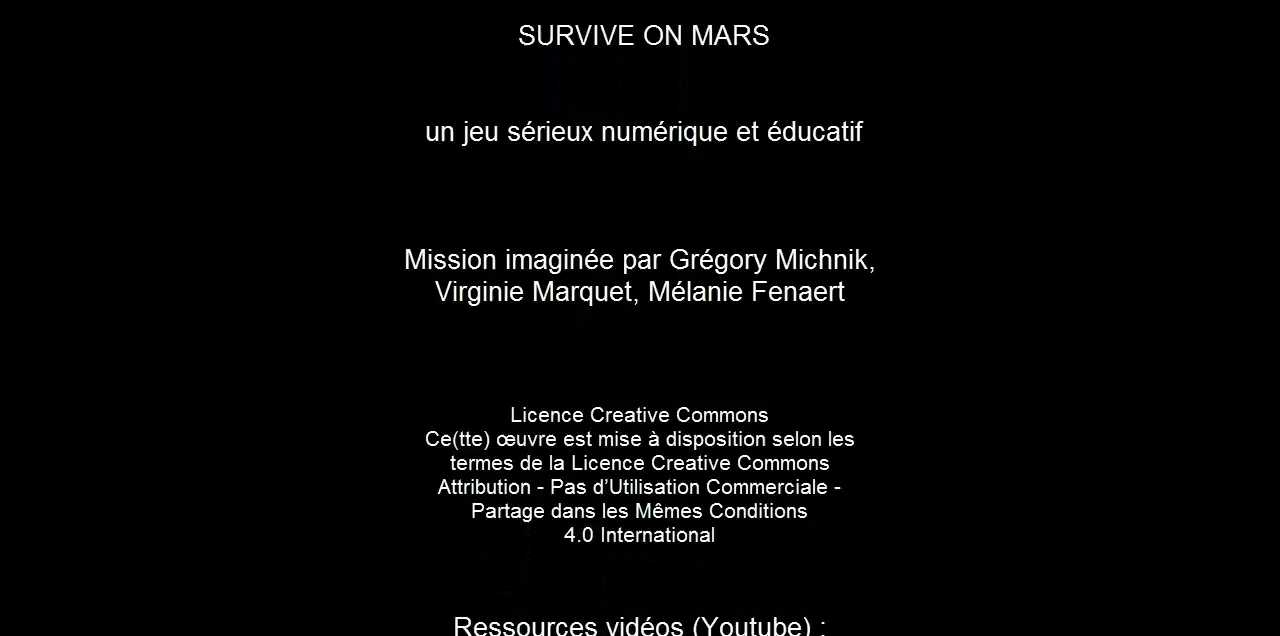 SURVIVE ON MARS
un jeu sérieux numérique et éducatif
Mission imaginée par Grégory Michnik,
Virginie Marquet, Mélanie Fenaert
Licence Creative Commons
Ce(tte) œuvre est mise à disposition selon les
termes de la Licence Creative Commons
Attribution - Pas d’Utilisation Commerciale -
Partage dans les Mêmes Conditions
4.0 International
Ressources vidéos (Youtube) :